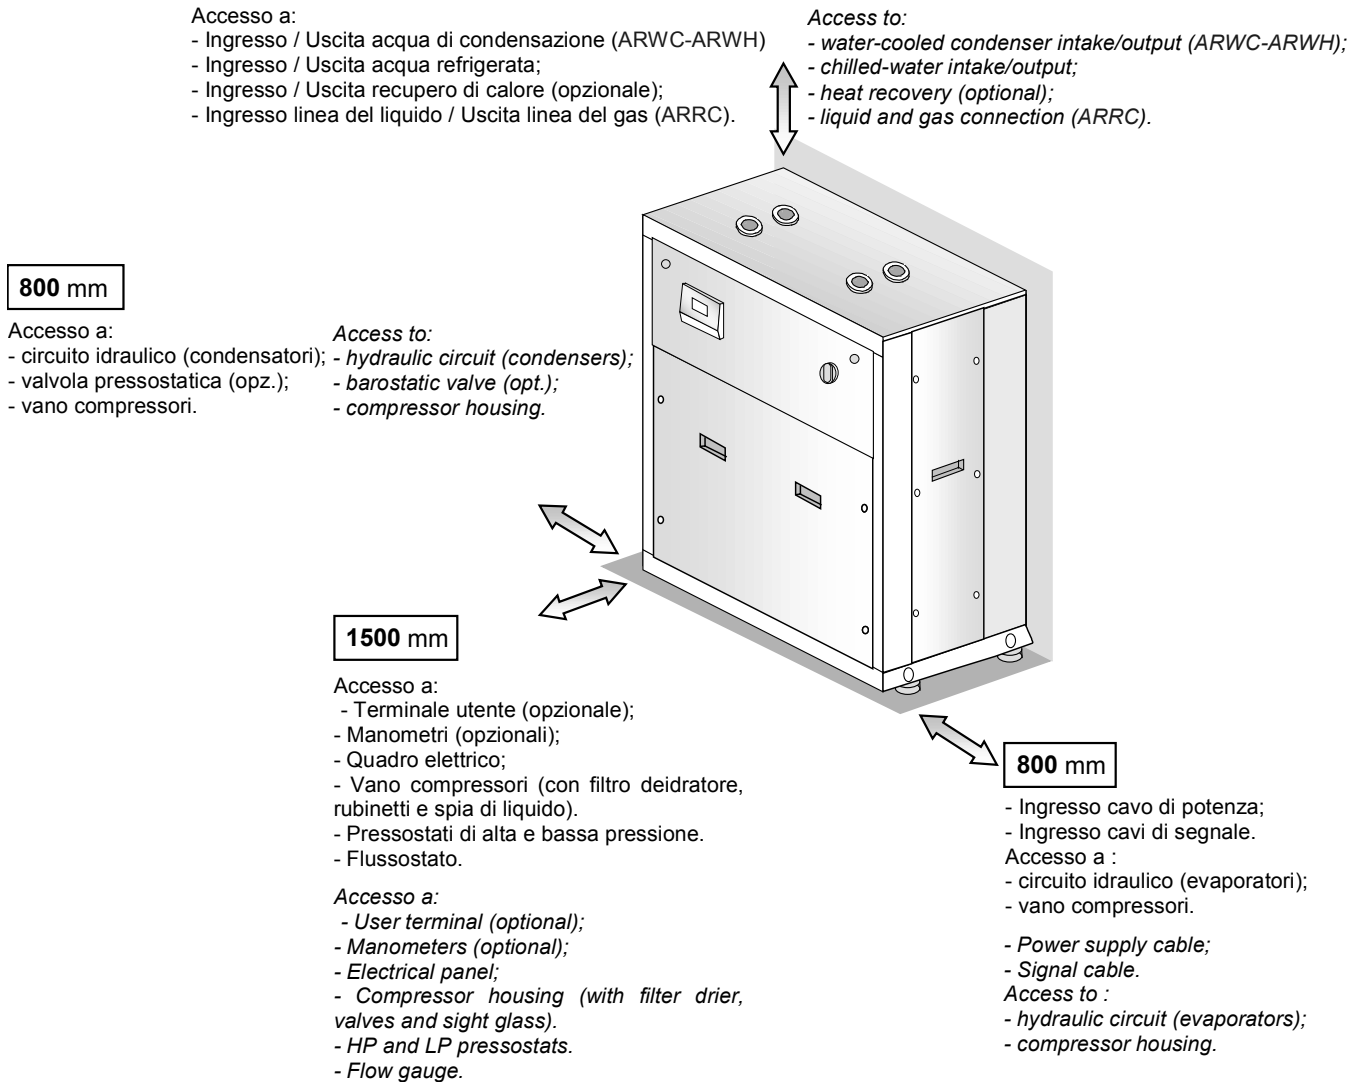 Accesso a:
- Ingresso / Uscita acqua di condensazione (ARWC-ARWH)
- Ingresso / Uscita acqua refrigerata;
- Ingresso / Uscita recupero di calore (opzionale);
- Ingresso linea del liquido / Uscita linea del gas (ARRC).
Access to:
- water-cooled condenser intake/output (ARWC-ARWH);
- chilled-water intake/output;
- heat recovery (optional);
- liquid and gas connection (ARRC).
800 mm
Accesso a:
- circuito idraulico (condensatori);
- valvola pressostatica (opz.);
- vano compressori.
Access to:
- hydraulic circuit (condensers);
- barostatic valve (opt.);
- compressor housing.
1500 mm
Accesso a:
- Terminale utente (opzionale);
- Manometri (opzionali);
- Quadro elettrico;
- Vano compressori (con filtro deidratore,
rubinetti e spia di liquido).
- Pressostati di alta e bassa pressione.
- Flussostato.
Accesso a:
- User terminal (optional);
- Manometers (optional);
- Electrical panel;
- Compressor housing (with filter drier,
valves and sight glass).
- HP and LP pressostats.
- Flow gauge.
800 mm
- Ingresso cavo di potenza;
- Ingresso cavi di segnale.
Accesso a :
- circuito idraulico (evaporatori);
- vano compressori.
- Power supply cable;
- Signal cable.
Access to :
- hydraulic circuit (evaporators);
- compressor housing.